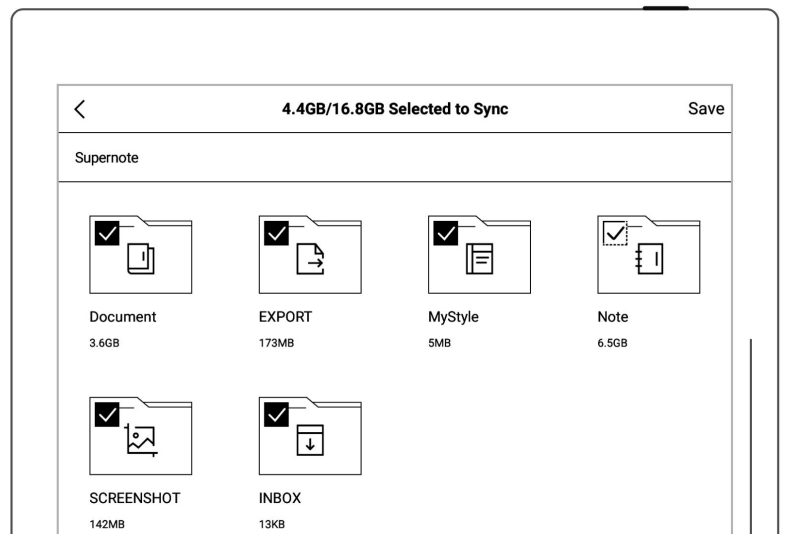 4.4GB/16.8GB Selected to Sync
Save
Supernote
Document
EXPORT
MyStyle
Note
3.6GB
173MB
5MB
6.5GB
SCREENSHOT
INBOX
142MB
13KB